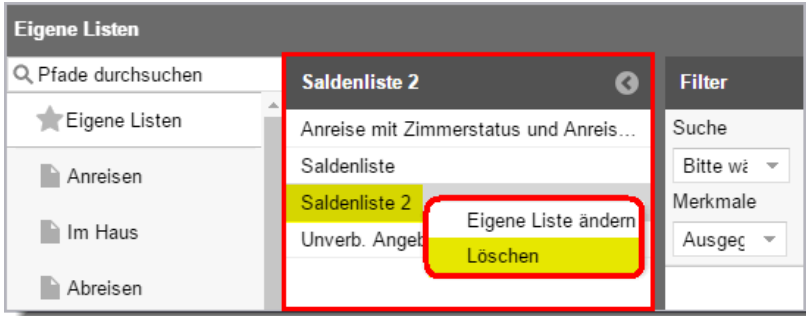 Eigene Listen
Pfade durchsuchen
Eigene Listen
Anreisen
Im Haus
Abreisen
Saldenliste 2
Anreise mit Zimmerstatus und Anreis...
Saldenliste
Saldenliste 2
Unverb. Angeb
Eigene Liste ändern
Löschen
Filter
Suche
Bitte wä
Merkmale
Ausgeg